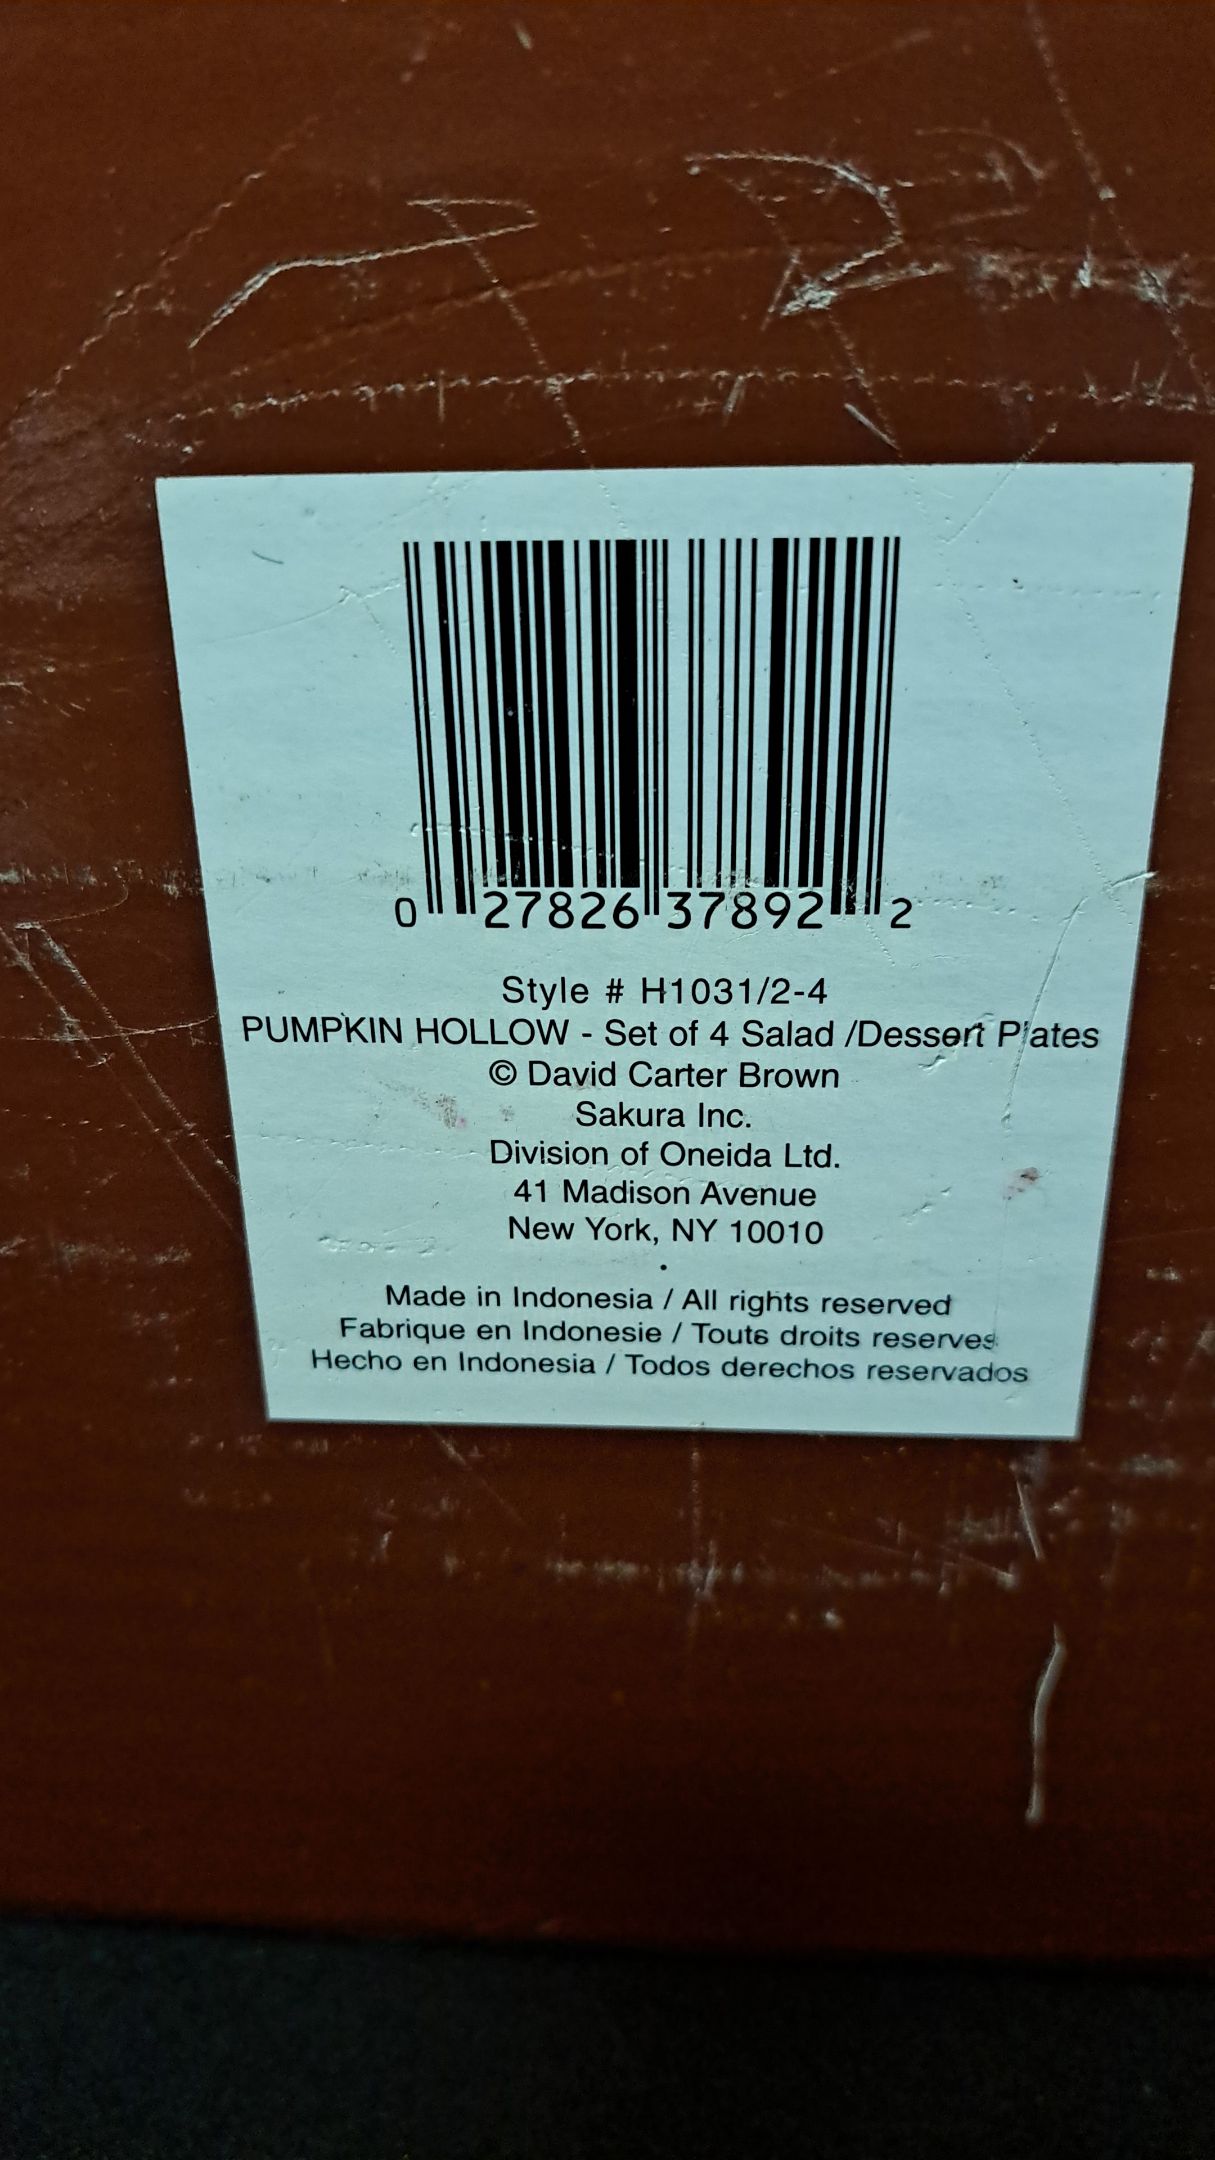 0 27826 37892 2
Style # H1031/2-4
PUMPKIN HOLLOW - Set of 4 Salad /Dessert Plates
© David Carter Brown
Sakura Inc.
Division of Oneida Ltd.
41 Madison Avenue
New York, NY 10010
Made in Indonesia / All rights reserved
Fabrique en Indonesie / Touts droits reserves
Hecho en Indonesia / Todos derechos reservados